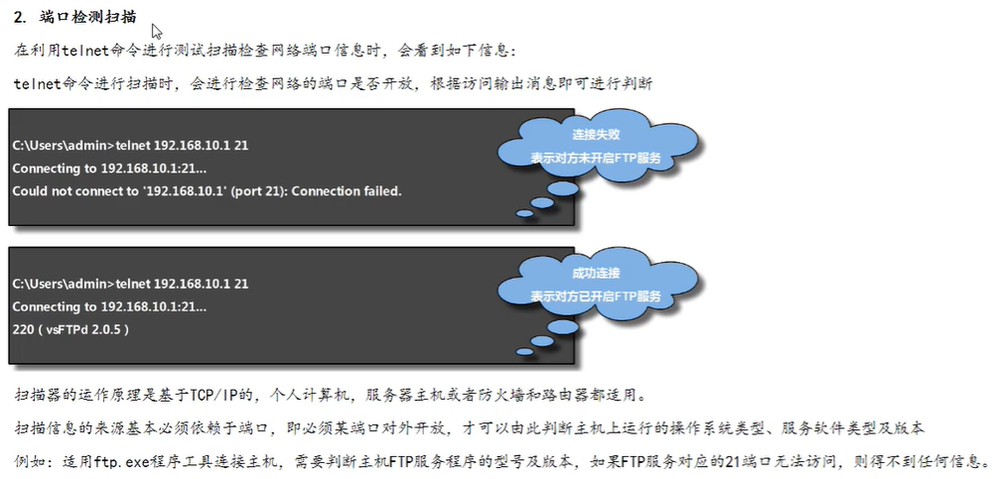 2. 端口检测扫描
在利用telnet命令进行测试扫描检查网络端口信息时，会看到如下信息：
telnet命令进行扫描时，会进行检查网络的端口是否开放，根据访问输出消息即可进行判断
C:\Users\admin>telnet 192.168.10.1 21
Connecting to 192.168.10.1:21...
Could not connect to '192.168.10.1' (port 21): Connection failed.
连接失败
表示对方未开启FTP服务
C:\Users\admin>telnet 192.168.10.1 21
Connecting to 192.168.10.1:21...
220（vsFTPd 2.0.5）
成功连接
表示对方已开启FTP服务
扫描器的运作原理是基于TCP/IP的，个人计算机，服务器主机或者防火墙和路由器都适用。
扫描信息的来源基本必须依赖于端口，即必须某端口对外开放，才可以由此判断主机上运行的操作系统类型、服务软件类型及版本
例如：适用ftp.exe程序工具连接主机，需要判断主机FTP服务程序的型号及版本，如果FTP服务对应的21端口无法访问，则得不到任何信息。